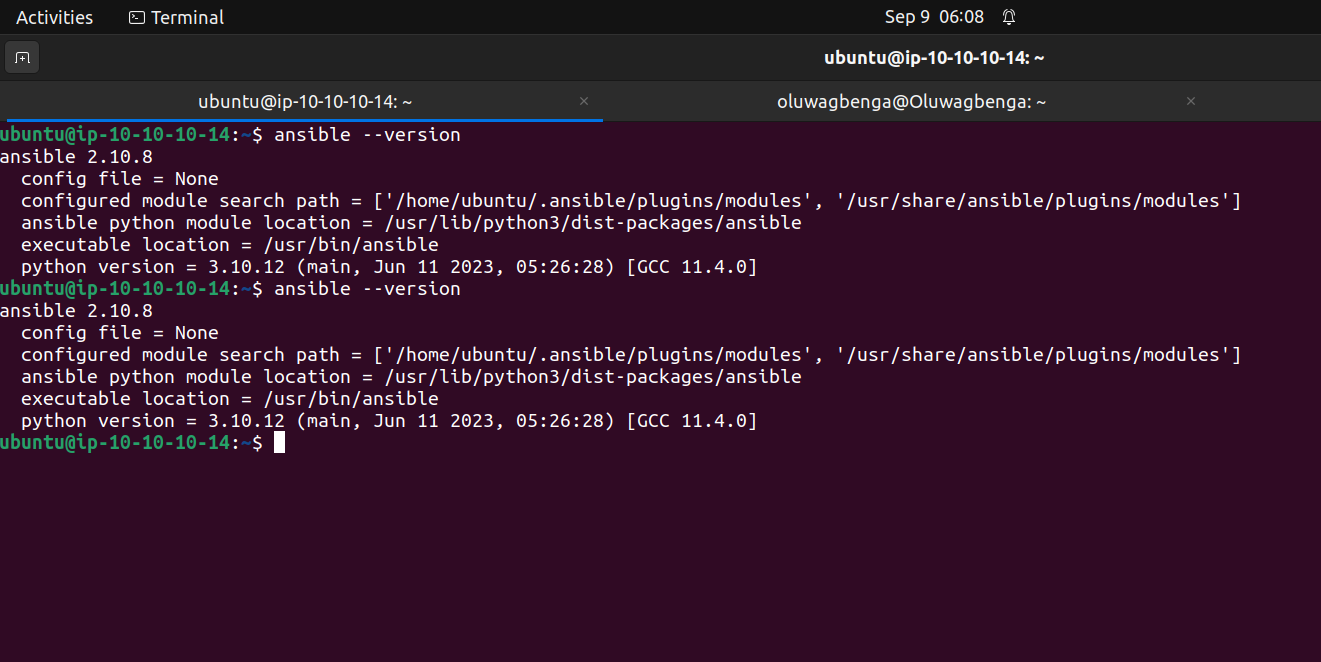 Activities Terminal Sep 9 06:08
ubuntu@ip-10-10-10-14: ~
ubuntu@ip-10-10-10-14: ~ × oluwagbenga@Oluwagbenga: ~ ×
ubuntu@ip-10-10-10-14:~$ ansible --version
ansible 2.10.8
  config file = None
  configured module search path = ['/home/ubuntu/.ansible/plugins/modules', '/usr/share/ansible/plugins/modules']
  ansible python module location = /usr/lib/python3/dist-packages/ansible
  executable location = /usr/bin/ansible
  python version = 3.10.12 (main, Jun 11 2023, 05:26:28) [GCC 11.4.0]
ubuntu@ip-10-10-10-14:~$ ansible --version
ansible 2.10.8
  config file = None
  configured module search path = ['/home/ubuntu/.ansible/plugins/modules', '/usr/share/ansible/plugins/modules']
  ansible python module location = /usr/lib/python3/dist-packages/ansible
  executable location = /usr/bin/ansible
  python version = 3.10.12 (main, Jun 11 2023, 05:26:28) [GCC 11.4.0]
ubuntu@ip-10-10-10-14:~$